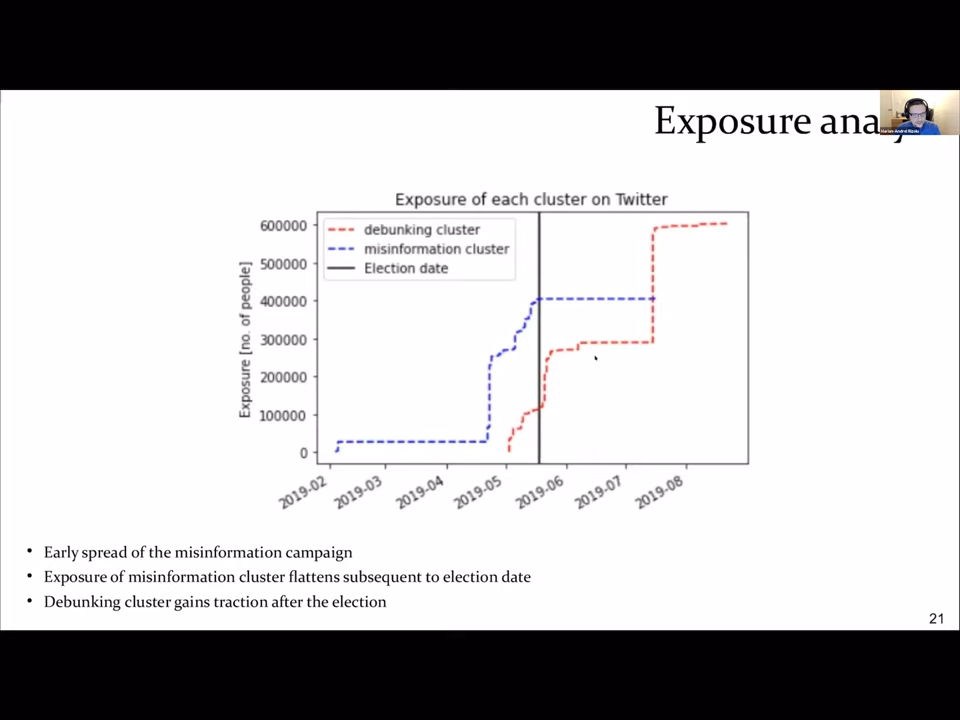 Exposure ana
Exposure of each cluster on Twitter
debunking cluster
misinformation cluster
Election date
Exposure [no. of people]
600000
500000
400000
300000
200000
100000
0
2019-02
2019-03
2019-04
2019-05
2019-06
2019-07
2019-08
• Early spread of the misinformation campaign
• Exposure of misinformation cluster flattens subsequent to election date
• Debunking cluster gains traction after the election
21